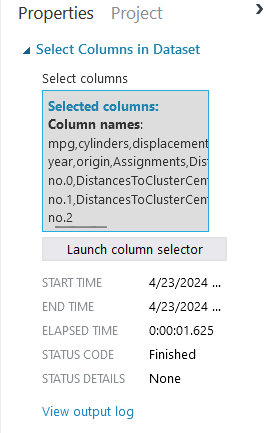 Properties Project
Select Columns in Dataset
Select columns
Selected columns:
Column names:
mpg,cylinders,displacement
year,origin,Assignments,Dis
no.0,DistancesToClusterCen
no.1,DistancesToClusterCen
no.2
Launch column selector
START TIME 4/23/2024 ...
END TIME 4/23/2024 ...
ELAPSED TIME 0:00:01.625
STATUS CODE Finished
STATUS DETAILS None
View output log